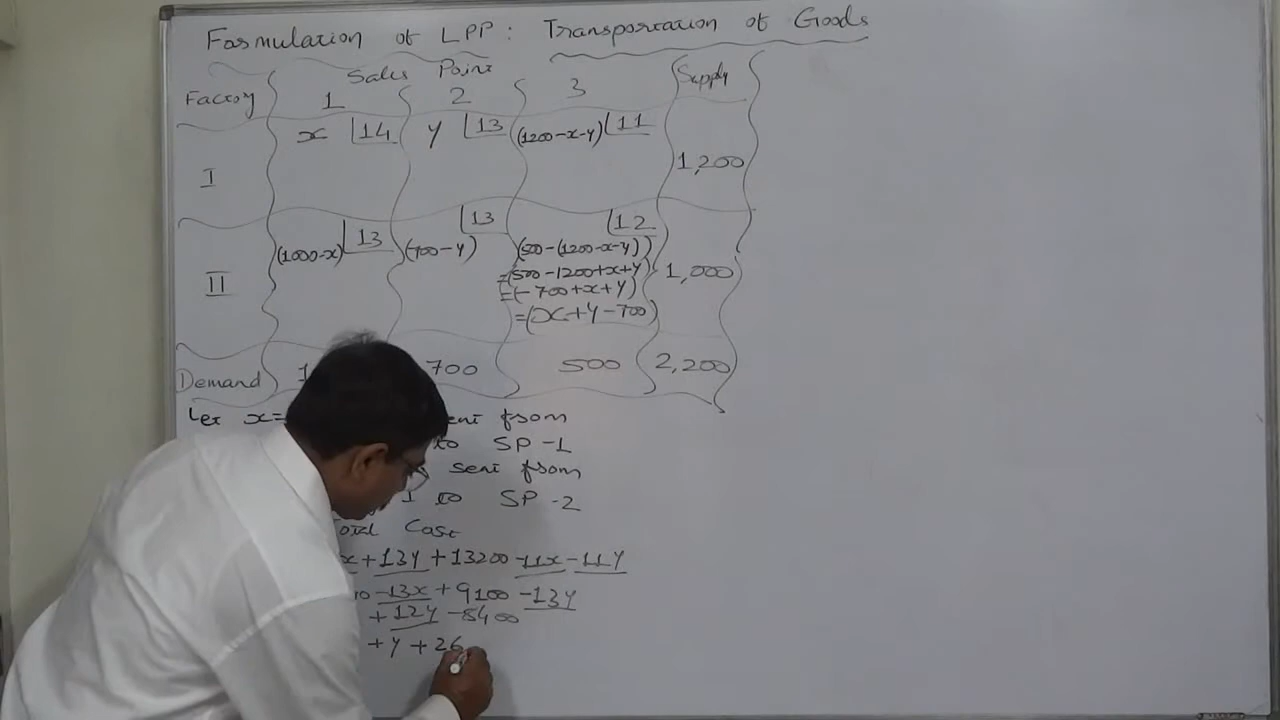 Formulation of LPP: Transportation of Goods
Sales Point
Factory 1 2 3 Supply
x 14 y 13 (1200-x-y) 11
I 1,200
13 12
(1000-x) 13 (700-y) (500-(1200-x-y))
=(500-1200+x+y)
II 1,000
=(-700+x+y)
=(x+y-700)
Demand 1 700 500 2,200
Let x= sent from
to SP-1
sent from
I to SP-2
Total Cost
x+13y+13200-11x-11y
-13x+9100-13y
+12y-8400
+y+26